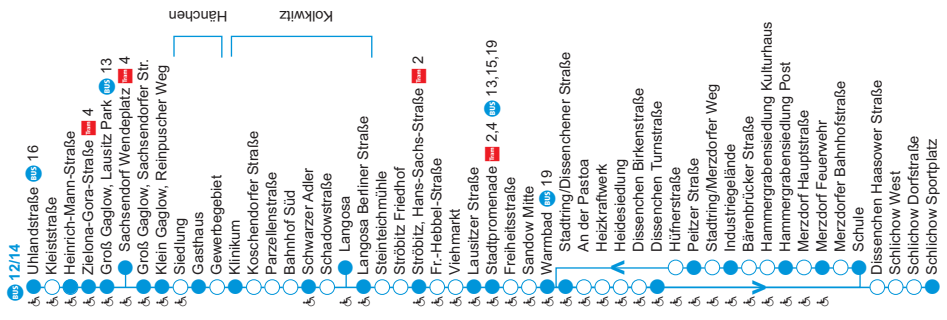 BUS 12/14
Uhlandstraße BUS 16
Kleiststraße
Heinrich-Mann-Straße
Zielona-Gora-Straße Tram 4
Groß Gaglow, Lausitz Park BUS 13
Sachsendorf Wendeplatz Tram 4
Groß Gaglow, Sachsendorfer Str.
Klein Gaglow, Reinpuscher Weg
Siedlung
Gasthaus
Gewerbegebiet
Hänchen
Klinikum
Koschendorfer Straße
Parzellenstraße
Bahnhof Süd
Schwarzer Adler
Schadowstraße
Langosa
Langosa Berliner Straße
Kolkwitz
Steinteichmühle
Ströbitz Friedhof
Ströbitz, Hans-Sachs-Straße Tram 2
Fr.-Hebbel-Straße
Viehmarkt
Lausitzer Straße
Stadtpromenade Tram 2,4 BUS 13,15,19
Freiheitsstraße
Sandow Mitte
Warmbad BUS 19
Stadtring/Dissenchener Straße
An der Pastoa
Heizkraftwerk
Heidesiedlung
Dissenchen Birkenstraße
Dissenchen Turnstraße
Hüfnerstraße
Peitzer Straße
Stadtring/Merzdorfer Weg
Industriegelände
Bärenbrücker Straße
Hammergrabensiedlung Kulturhaus
Hammergrabensiedlung Post
Merzdorf Hauptstraße
Merzdorf Feuerwehr
Merzdorfer Bahnhofstraße
Schule
Dissenchen Haasower Straße
Schlichow West
Schlichow Dorfstraße
Schlichow Sportplatz